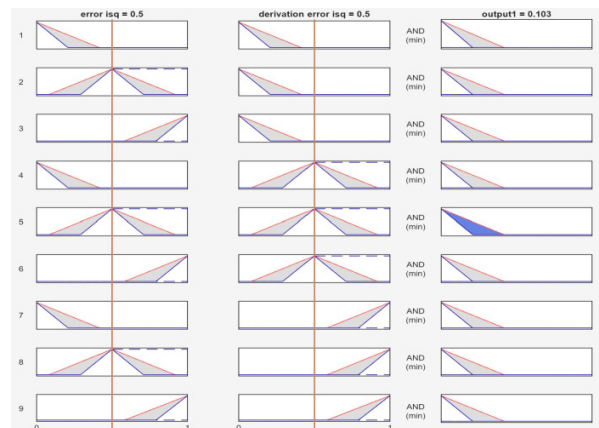 error isq = 0.5 derivation error isq = 0.5 output1 = 0.103
1 AND
(min)
2 AND
(min)
3 AND
(min)
4 AND
(min)
5 AND
(min)
6 AND
(min)
7 AND
(min)
8 AND
(min)
9 AND
(min)
0 1 0 1